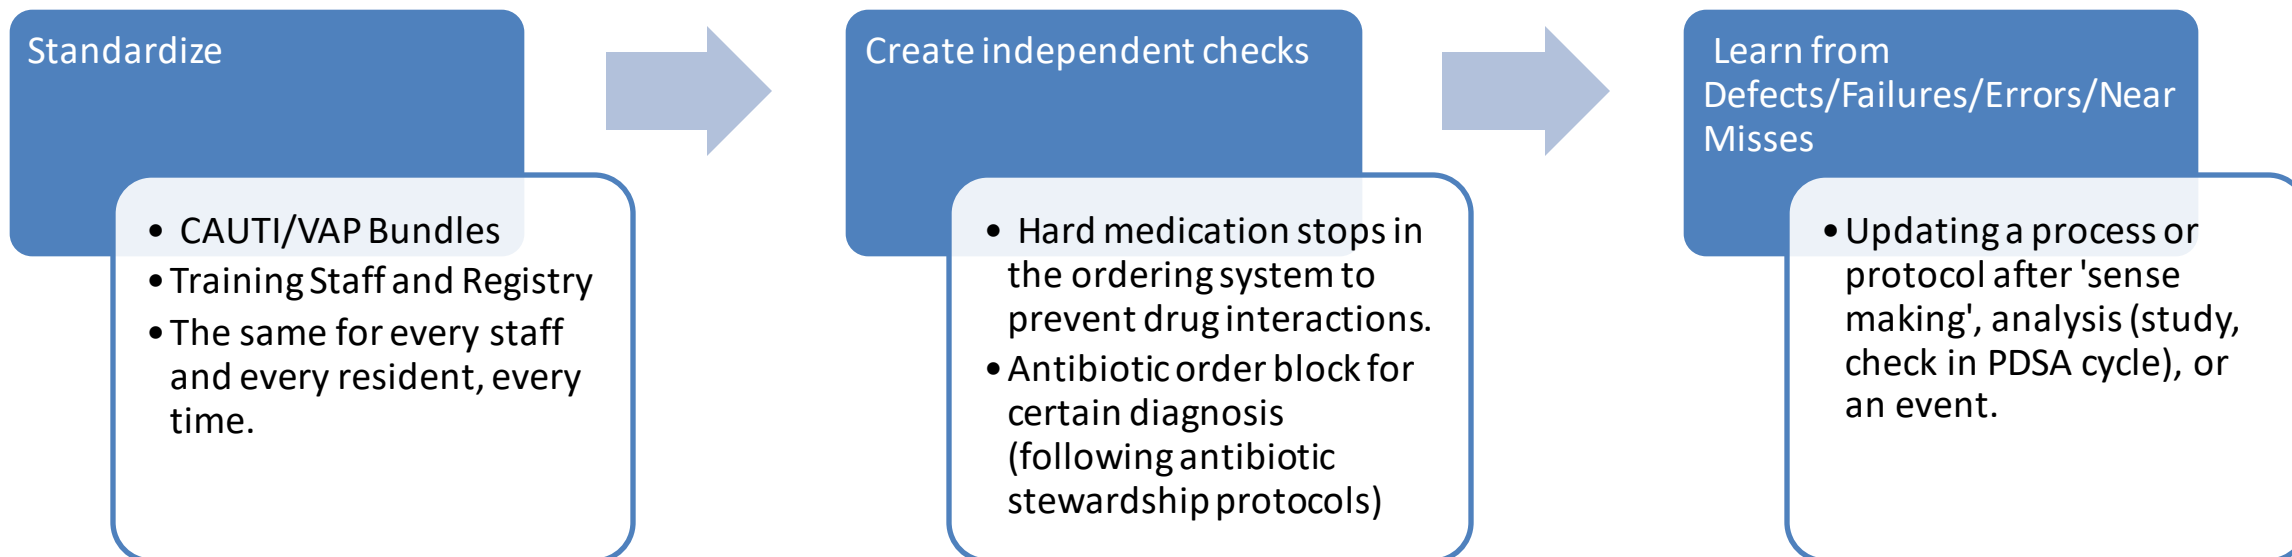 Standardize
• CAUTI/VAP Bundles
• Training Staff and Registry
• The same for every staff
and every resident, every
time.
Create independent checks
• Hard medication stops in
the ordering system to
prevent drug interactions.
• Antibiotic order block for
certain diagnosis
(following antibiotic
stewardship protocols)
Learn from
Defects/Failures/Errors/Near
Misses
• Updating a process or
protocol after 'sense
making', analysis (study,
check in PDSA cycle), or
an event.